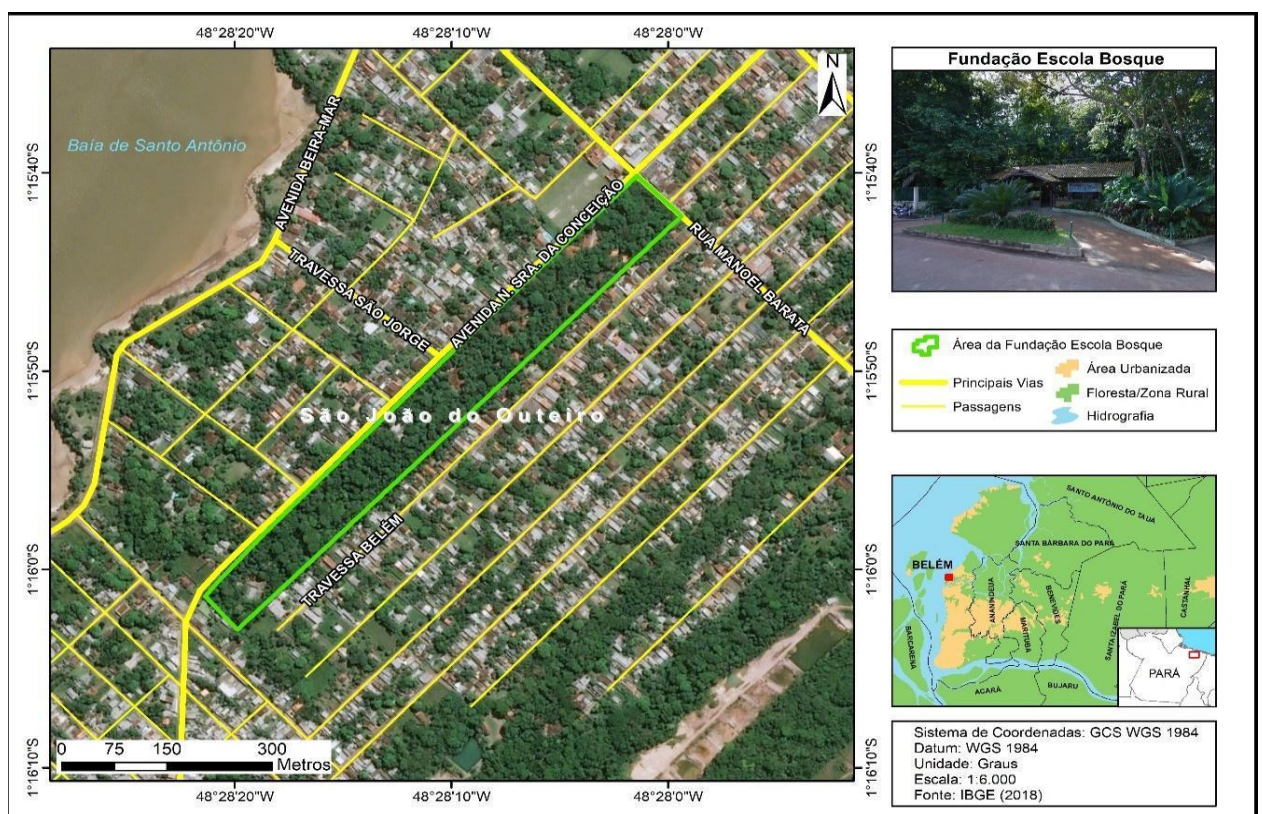 48°28'20"W 48°28'10"W 48°28'0"W
N
Fundação Escola Bosque
1°15'40"S
1°15'50"S
1°16'0"S
1°16'10"S
Baía de Santo Antônio
AVENIDA BEIRA-MAR
TRAVESSA SÃO JORGE
AVENIDA N. SRA. DA CONCEIÇÃO
RUA MANOEL BARATA
São João do Outeiro
TRAVESSA BELÉM
0 75 150 300
Metros
1°15'40"S
1°15'50"S
1°16'0"S
1°16'10"S
48°28'20"W 48°28'10"W 48°28'0"W
Área da Fundação Escola Bosque
Principais Vias
Passagens
Área Urbanizada
Floresta/Zona Rural
Hidrografia
SANTO ANTÔNIO DO TAUA
SANTA BÁRBARA DO PARÁ
BELÉM
ANANINDEUA
BENEVIDES
MARITUBA
SANTA IZABEL DO PARÁ
CASTANHAL
BARCARENA
ACARÁ
BUJARU
PARÁ
Sistema de Coordenadas: GCS WGS 1984
Datum: WGS 1984
Unidade: Graus
Escala: 1:6.000
Fonte: IBGE (2018)